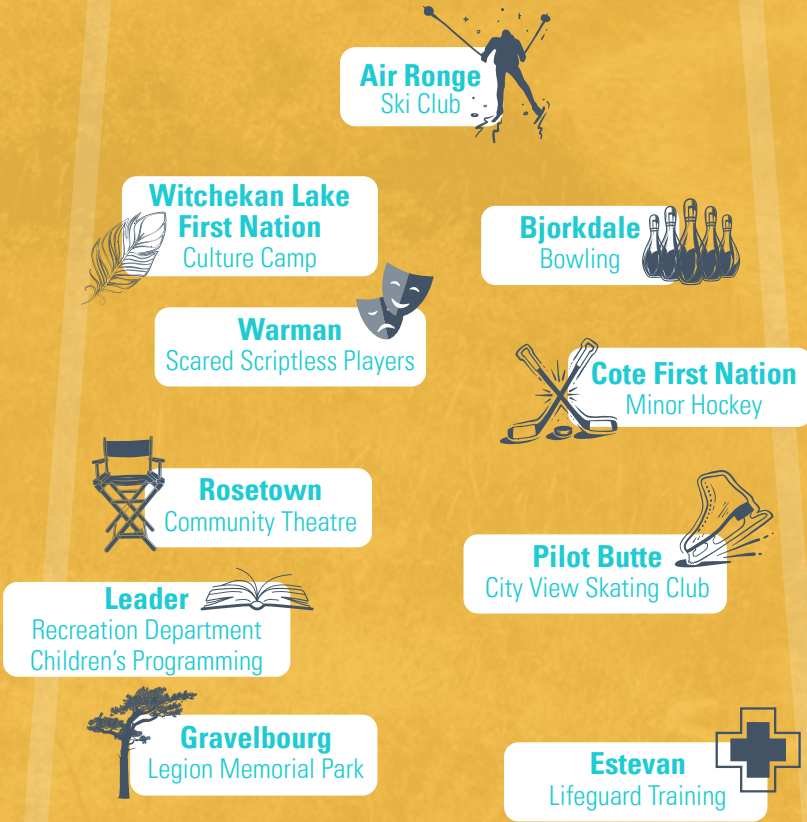 Air Ronge
Ski Club
Witchekan Lake
First Nation
Culture Camp
Bjorkdale
Bowling
Warman
Scared Scriptless Players
Cote First Nation
Minor Hockey
Rosetown
Community Theatre
Pilot Butte
City View Skating Club
Leader
Recreation Department
Children's Programming
Gravelbourg
Legion Memorial Park
Estevan
Lifeguard Training